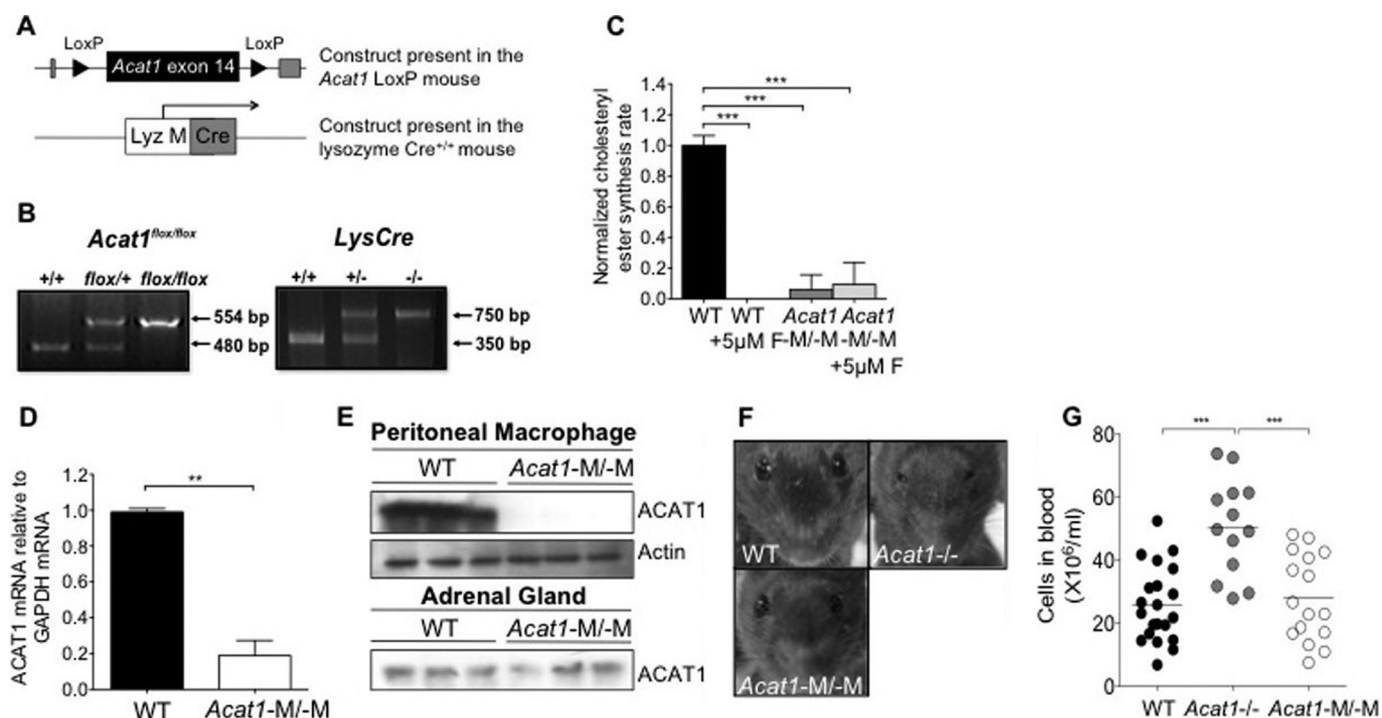 A
LoxP LoxP
Acat1 exon 14
Construct present in the
Acat1 LoxP mouse
Lyz M Cre
Construct present in the
lysozyme Cre+/+ mouse
B
Acat1flox/flox
+/+ flox/+ flox/flox
554 bp
480 bp
LysCre
+/+ +/- -/-
750 bp
350 bp
C
Normalized cholesteryl
ester synthesis rate
1.4
1.2
1.0
0.8
0.6
0.4
0.2
0.0
***
***
***
WT WT Acat1 Acat1
+5µM F -M/-M -M/-M
+5µM F
D
ACAT1 mRNA relative to
GAPDH mRNA
1.2
1.0
0.8
0.6
0.4
0.2
0.0
**
WT Acat1-M/-M
E
Peritoneal Macrophage
WT Acat1-M/-M
ACAT1
Actin
Adrenal Gland
WT Acat1-M/-M
ACAT1
F
WT
Acat1-/-
Acat1-M/-M
G
Cells in blood
(X10⁶/ml)
80
60
40
20
0
*** ***
WT Acat1-/- Acat1-M/-M